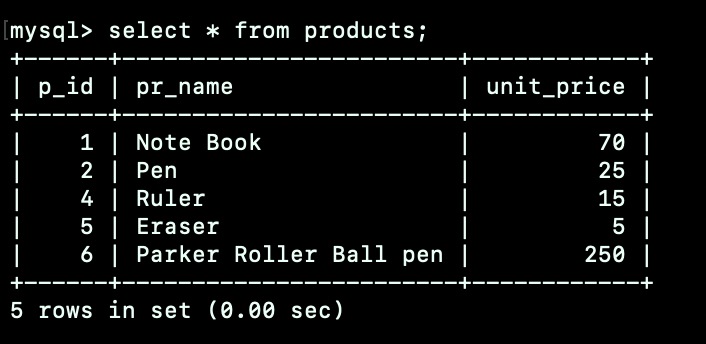 [mysql> select * from products;
+------+-------------------------+------------+
| p_id | pr_name                 | unit_price |
+------+-------------------------+------------+
|    1 | Note Book               |         70 |
|    2 | Pen                     |         25 |
|    4 | Ruler                   |         15 |
|    5 | Eraser                  |          5 |
|    6 | Parker Roller Ball pen |        250 |
+------+-------------------------+------------+
5 rows in set (0.00 sec)